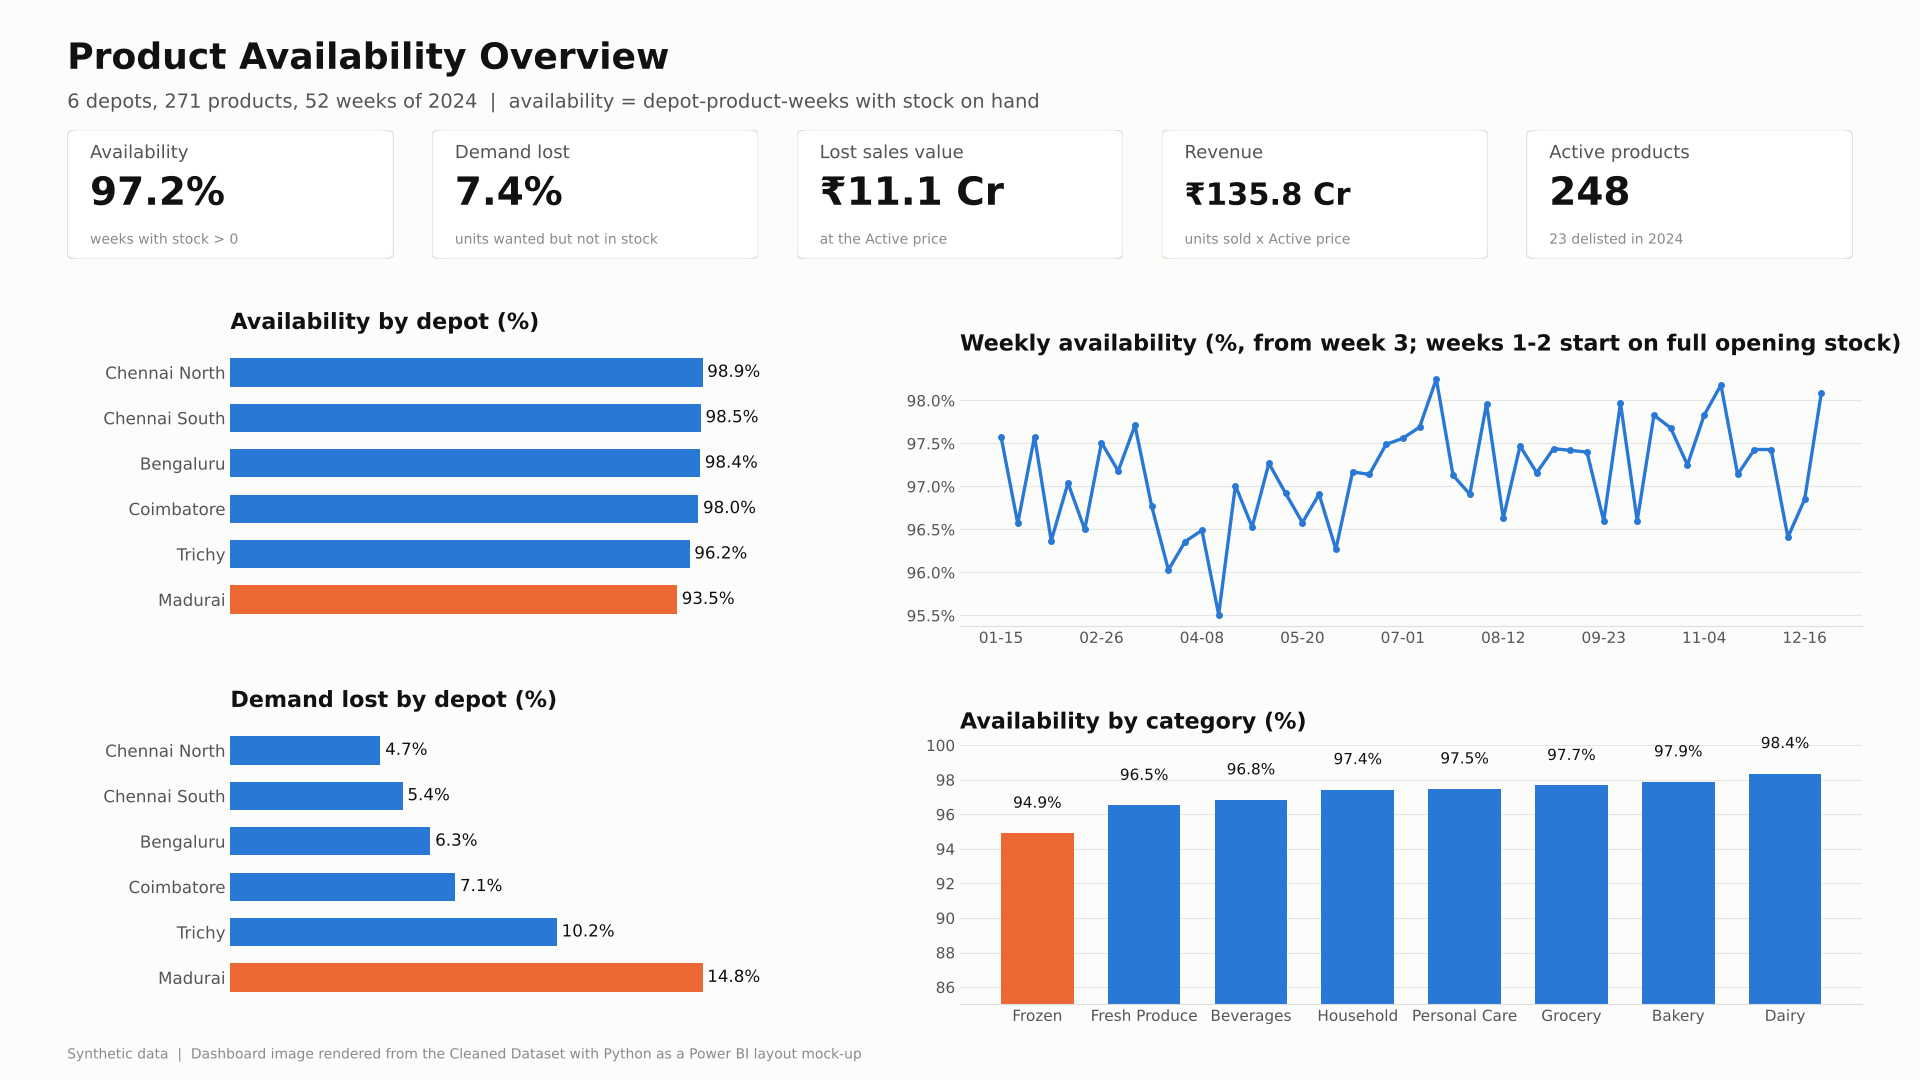 Product Availability Overview
6 depots, 271 products, 52 weeks of 2024 | availability = depot-product-weeks with stock on hand
Availability
97.2%
weeks with stock > 0
Demand lost
7.4%
units wanted but not in stock
Lost sales value
₹11.1 Cr
at the Active price
Revenue
₹135.8 Cr
units sold x Active price
Active products
248
23 delisted in 2024
Availability by depot (%)
Chennai North 98.9%
Chennai South 98.5%
Bengaluru 98.4%
Coimbatore 98.0%
Trichy 96.2%
Madurai 93.5%
Weekly availability (%, from week 3; weeks 1-2 start on full opening stock)
98.0%
97.5%
97.0%
96.5%
96.0%
95.5%
01-15 02-26 04-08 05-20 07-01 08-12 09-23 11-04 12-16
Demand lost by depot (%)
Chennai North 4.7%
Chennai South 5.4%
Bengaluru 6.3%
Coimbatore 7.1%
Trichy 10.2%
Madurai 14.8%
Availability by category (%)
100
98
96
94
92
90
88
86
94.9% 96.5% 96.8% 97.4% 97.5% 97.7% 97.9% 98.4%
Frozen Fresh Produce Beverages Household Personal Care Grocery Bakery Dairy
Synthetic data | Dashboard image rendered from the Cleaned Dataset with Python as a Power BI layout mock-up